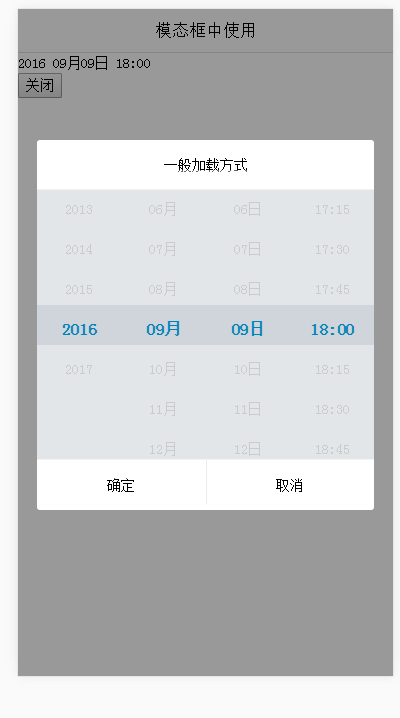 模态框中使用
2016 09月09日 18:00
关闭
一般加载方式
2013 06月 06日 17:15
2014 07月 07日 17:30
2015 08月 08日 17:45
2016 09月 09日 18:00
2017 10月 10日 18:15
11月 11日 18:30
12月 12日 18:45
确定 取消